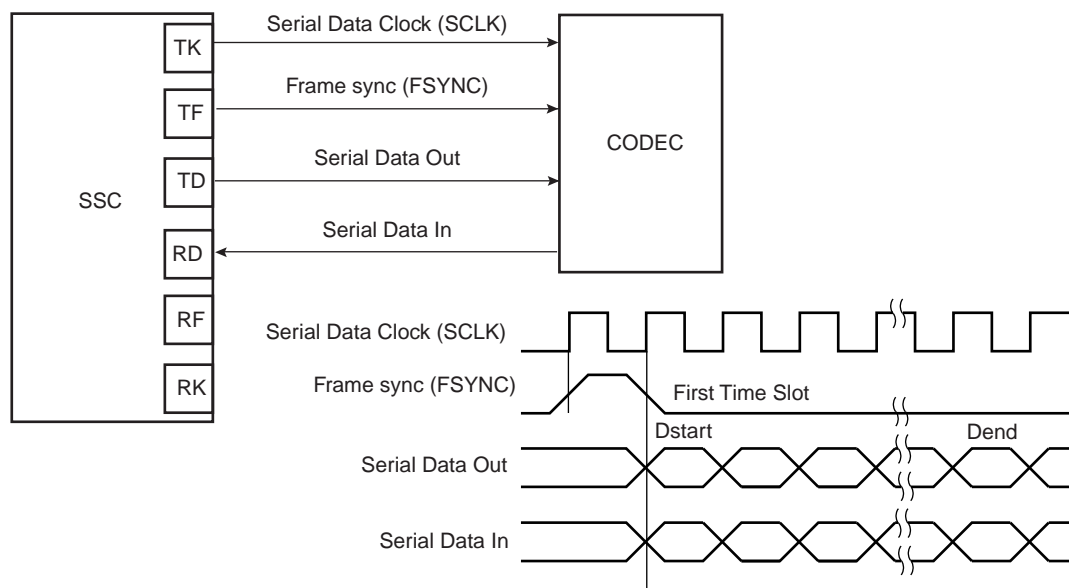 SSC
TK
TF
TD
RD
RF
RK
Serial Data Clock (SCLK)
Frame sync (FSYNC)
Serial Data Out
Serial Data In
CODEC
Serial Data Clock (SCLK)
Frame sync (FSYNC)
First Time Slot
Dstart
Dend
Serial Data Out
Serial Data In